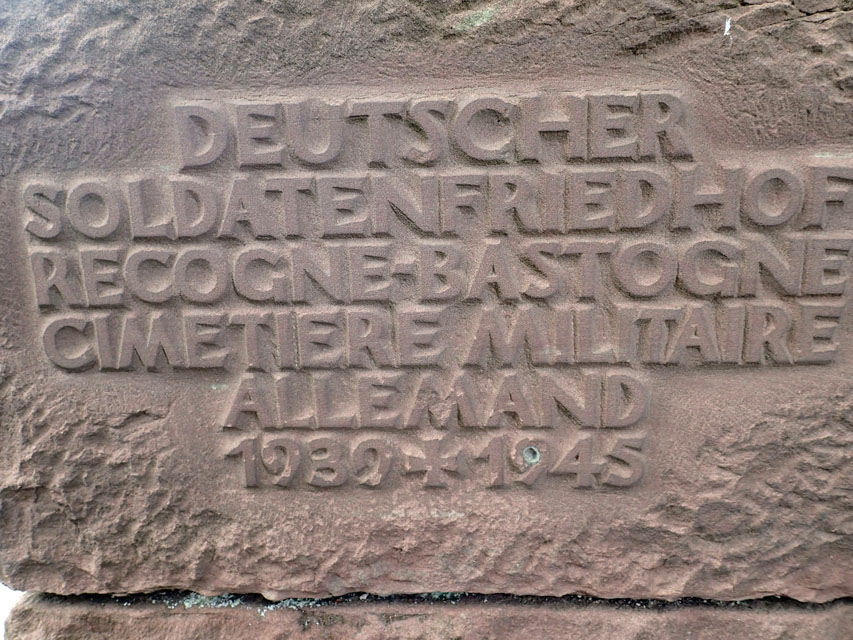 DEUTSCHER
SOLDATENFRIEDHOF
RECOGNE-BASTOGNE
CIMETIERE MILITAIRE
ALLEMAND
1939✠1945